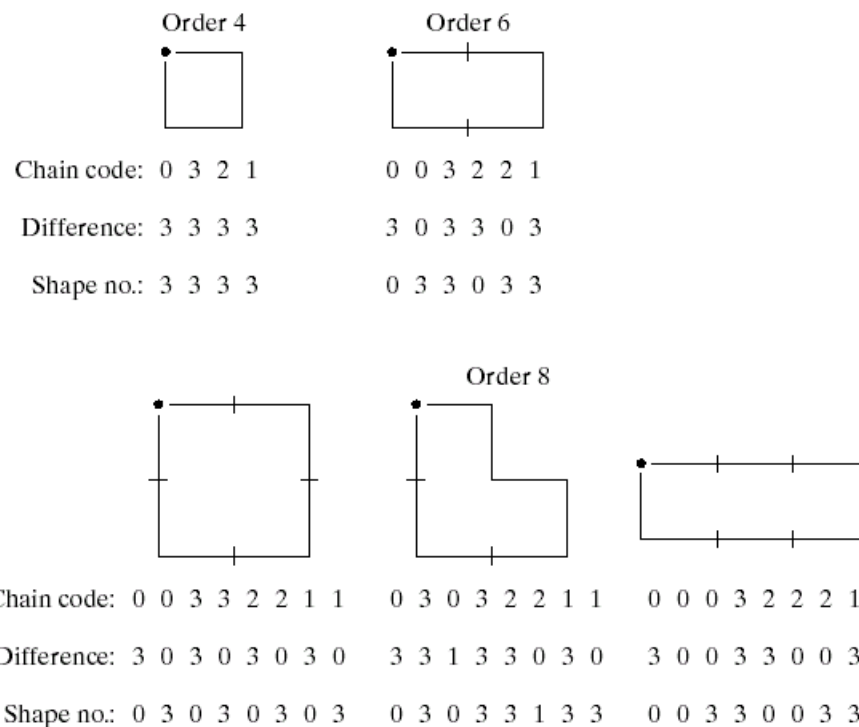 Order 4 Order 6
Chain code: 0 3 2 1 0 0 3 2 2 1
Difference: 3 3 3 3 3 0 3 3 0 3
Shape no.: 3 3 3 3 0 3 3 0 3 3
Order 8
Chain code: 0 0 3 3 2 2 1 1 0 3 0 3 2 2 1 1 0 0 0 3 2 2 2 1
Difference: 3 0 3 0 3 0 3 0 3 3 1 3 3 0 3 0 3 0 0 3 3 0 0 3
Shape no.: 0 3 0 3 0 3 0 3 0 3 0 3 3 1 3 3 0 0 3 3 0 0 3 3